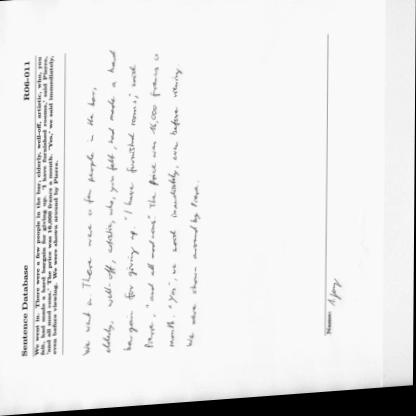 Sentence Database R06-011
We went in. There were a few people in the bar, elderly, well-off, artistic, who, you
felt, had made a hard bargain for giving up. 'I have furnished rooms,' said Pierre,
'and all mod cons.' The price was 16,000 francs a month. 'Yes,' we said immediately,
even before viewing. We were shown around by Pierre.
We went in There were a few people in the bar,
elderly, well-off, artistic, who, you felt, had made a hard
bargain for giving up. "I have furnished rooms," said
Pierre, "and all mod cons." The price was 16,000 francs a
month. "Yes", we said immediately, even before viewing.
We were shown around by Pierre.
Name: